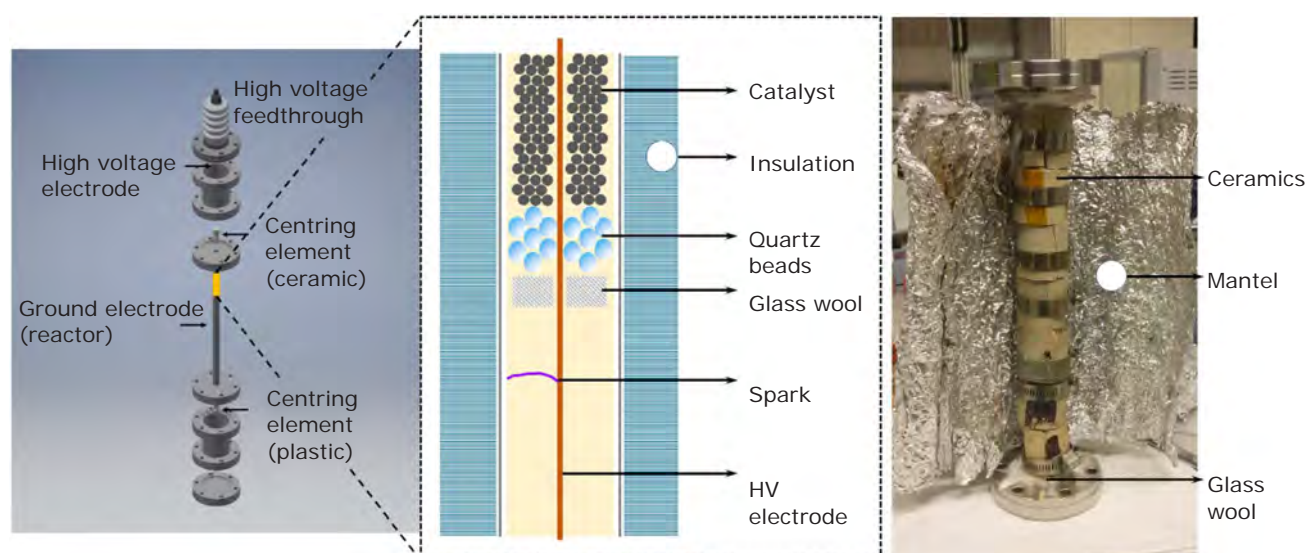 High voltage
feedthrough
High voltage
electrode
Centring
element
(ceramic)
Ground electrode
(reactor)
Centring
element
(plastic)
Catalyst
Insulation
Quartz
beads
Glass wool
Spark
HV
electrode
Ceramics
Mantel
Glass
wool